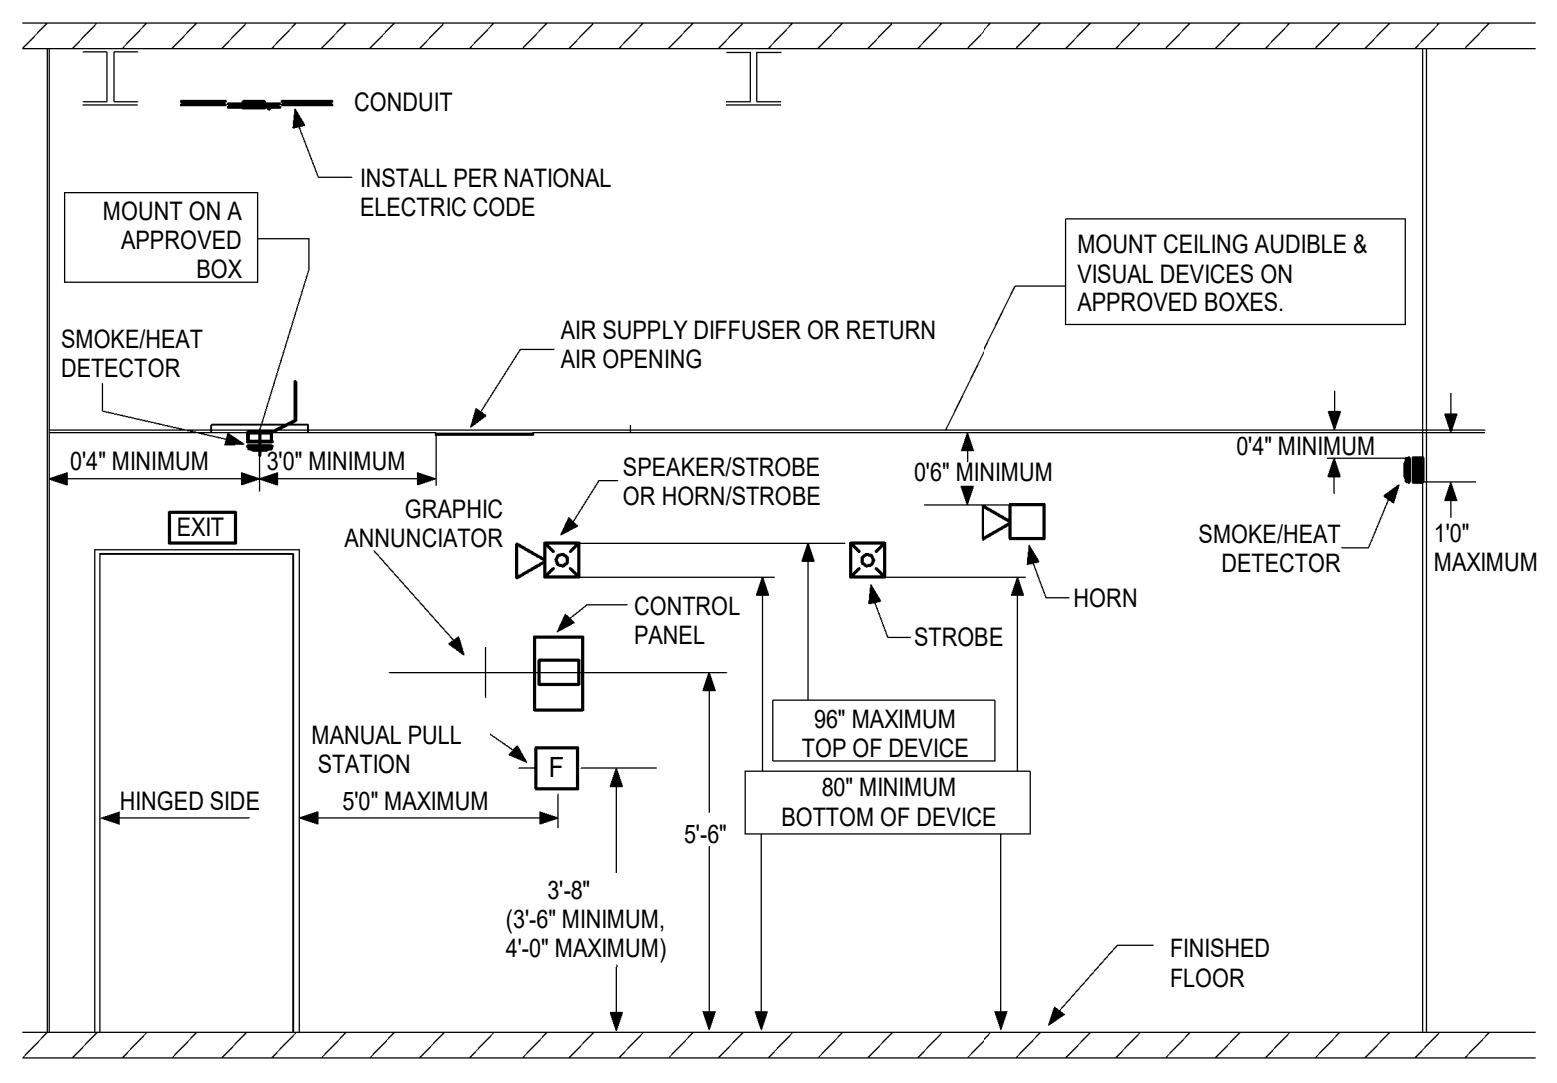 CONDUIT
INSTALL PER NATIONAL
ELECTRIC CODE
MOUNT ON A
APPROVED
BOX
MOUNT CEILING AUDIBLE &
VISUAL DEVICES ON
APPROVED BOXES.
SMOKE/HEAT
DETECTOR
AIR SUPPLY DIFFUSER OR RETURN
AIR OPENING
0'4" MINIMUM
3'0" MINIMUM
SPEAKER/STROBE
OR HORN/STROBE
0'6" MINIMUM
0'4" MINIMUM
GRAPHIC
ANNUNCIATOR
EXIT
SMOKE/HEAT
DETECTOR
1'0"
MAXIMUM
HORN
CONTROL
PANEL
STROBE
96" MAXIMUM
TOP OF DEVICE
MANUAL PULL
STATION
F
80" MINIMUM
BOTTOM OF DEVICE
HINGED SIDE
5'0" MAXIMUM
5'-6"
3'-8"
(3'-6" MINIMUM,
4'-0" MAXIMUM)
FINISHED
FLOOR